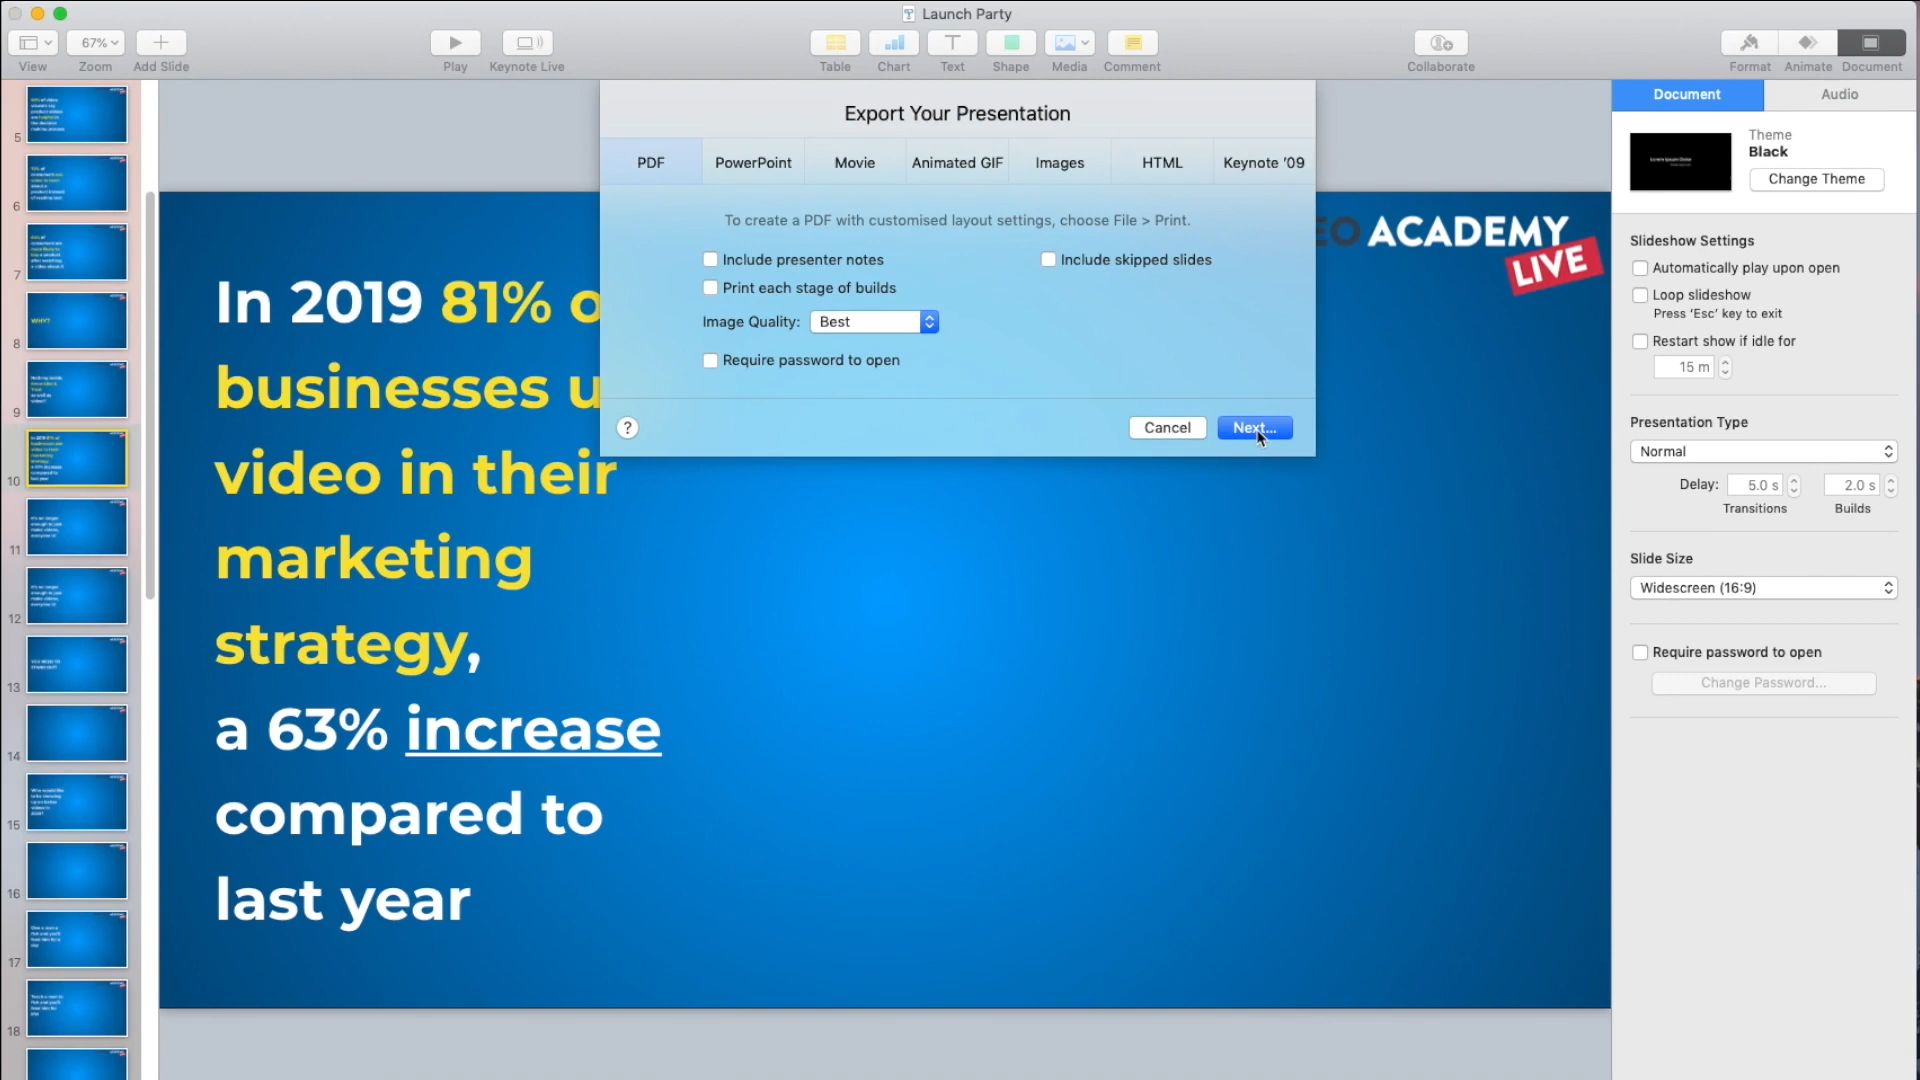 Launch Party
67%
View
Zoom
Add Slide
Play
Keynote Live
Table
Chart
Text
Shape
Media
Comment
Collaborate
Format
Animate
Document
5
6
7
WHY?
8
9
10
11
12
13
14
15
16
17
18
Export Your Presentation
PDF
PowerPoint
Movie
Animated GIF
Images
HTML
Keynote '09
To create a PDF with customised layout settings, choose File > Print.
Include presenter notes
Include skipped slides
Print each stage of builds
Image Quality: Best
Require password to open
?
Cancel
Next...
EO ACADEMY
LIVE
In 2019 81% o
businesses u
video in their
marketing
strategy,
a 63% increase
compared to
last year
Document
Audio
Theme
Black
Change Theme
Slideshow Settings
Automatically play upon open
Loop slideshow
Press 'Esc' key to exit
Restart show if idle for
15 m
Presentation Type
Normal
Delay: 5.0 s 2.0 s
Transitions Builds
Slide Size
Widescreen (16:9)
Require password to open
Change Password...